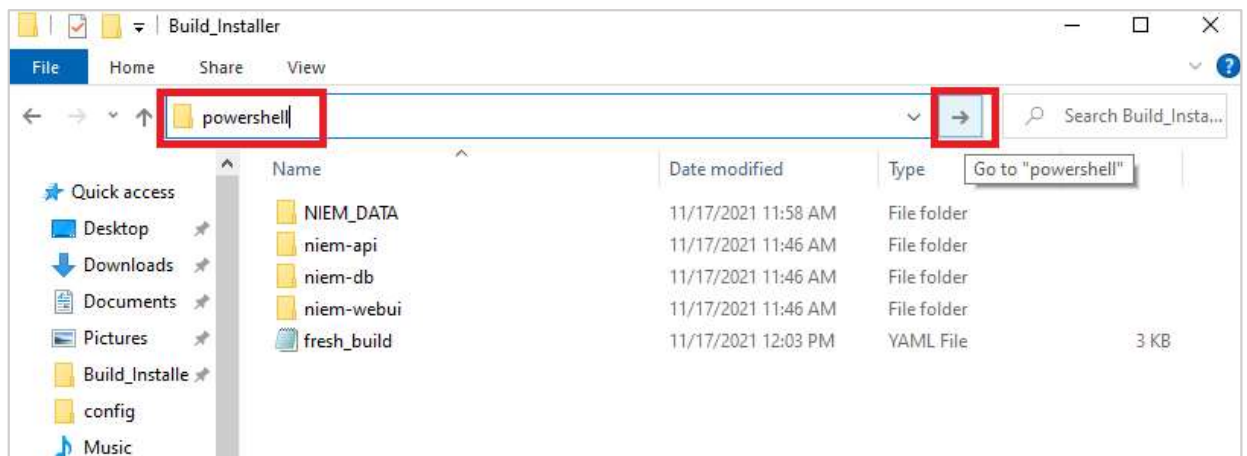 Build_Installer
File Home Share View
powershell Search Build_Insta...
Name Date modified Type Go to "powershell"
Quick access
NIEM_DATA 11/17/2021 11:58 AM File folder
Desktop
niem-api 11/17/2021 11:46 AM File folder
Downloads
niem-db 11/17/2021 11:46 AM File folder
Documents
niem-webui 11/17/2021 11:46 AM File folder
Pictures
fresh_build 11/17/2021 12:03 PM YAML File 3 KB
Build_Installe
config
Music